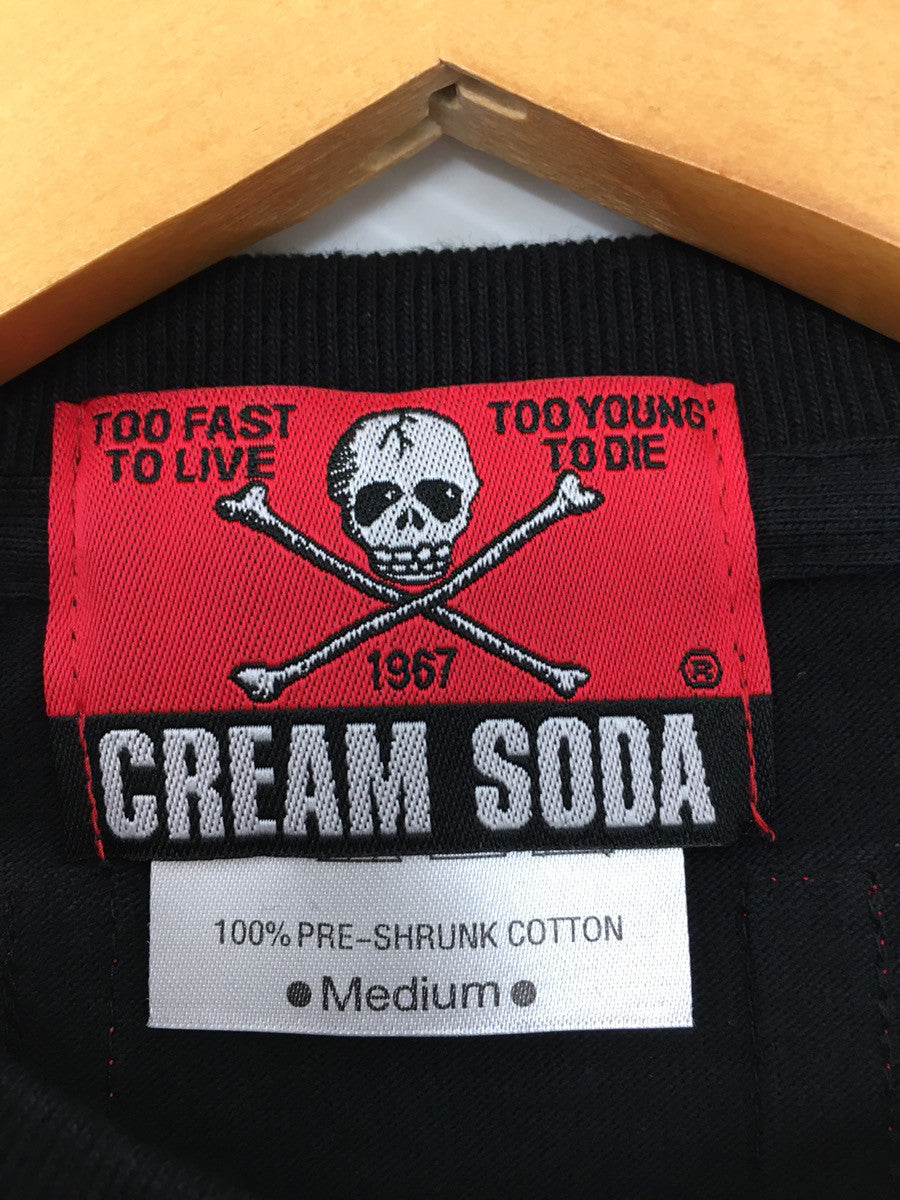 TOO FAST
TO LIVE
TOO YOUNG
TO DIE
1967
®
CREAM SODA
100% PRE-SHRUNK COTTON
•Medium•